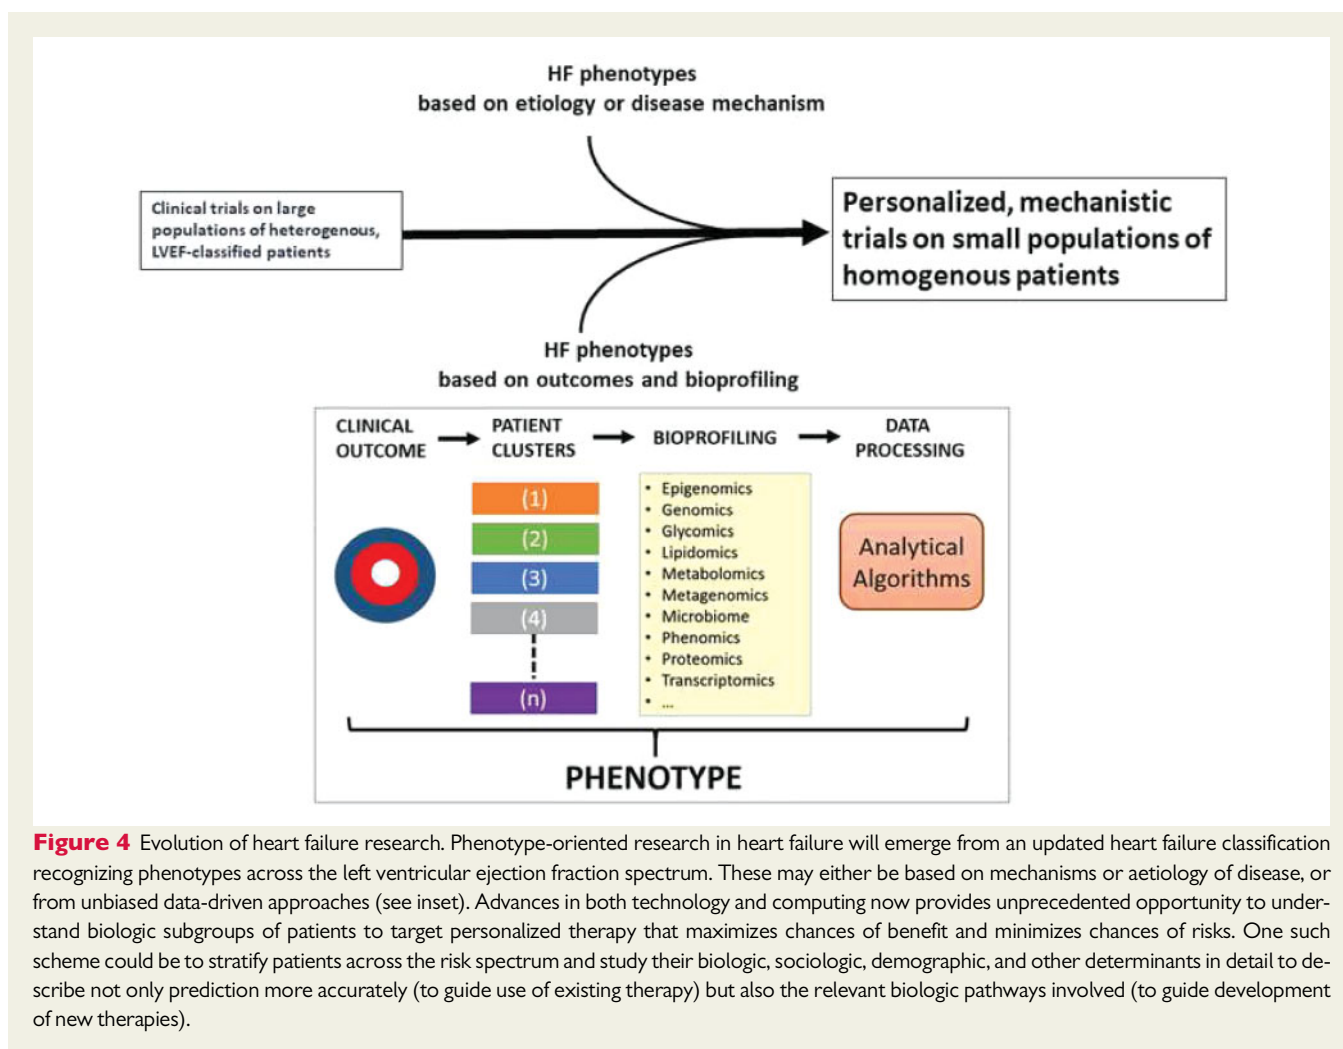 HF phenotypes
based on etiology or disease mechanism
Clinical trials on large
populations of heterogenous,
LVEF-classified patients
Personalized, mechanistic
trials on small populations of
homogenous patients
HF phenotypes
based on outcomes and bioprofiling
CLINICAL
OUTCOME
PATIENT
CLUSTERS
BIOPROFILING
DATA
PROCESSING
(1)
(2)
(3)
(4)
(n)
• Epigenomics
• Genomics
• Glycomics
• Lipidomics
• Metabolomics
• Metagenomics
• Microbiome
• Phenomics
• Proteomics
• Transcriptomics
• ...
Analytical
Algorithms
PHENOTYPE
Figure 4 Evolution of heart failure research. Phenotype-oriented research in heart failure will emerge from an updated heart failure classification
recognizing phenotypes across the left ventricular ejection fraction spectrum. These may either be based on mechanisms or aetiology of disease, or
from unbiased data-driven approaches (see inset). Advances in both technology and computing now provides unprecedented opportunity to under-
stand biologic subgroups of patients to target personalized therapy that maximizes chances of benefit and minimizes chances of risks. One such
scheme could be to stratify patients across the risk spectrum and study their biologic, sociologic, demographic, and other determinants in detail to de-
scribe not only prediction more accurately (to guide use of existing therapy) but also the relevant biologic pathways involved (to guide development
of new therapies).